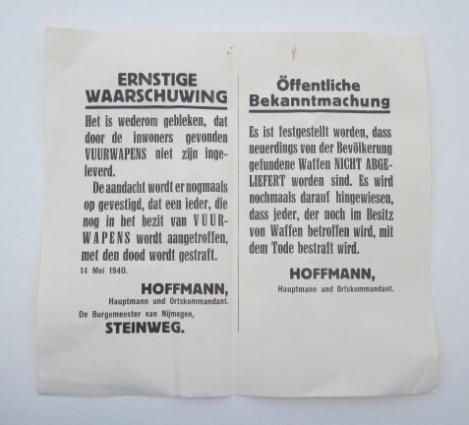 ERNSTIGE
WAARSCHUWING
Het is wederom gebleken, dat
door de inwoners gevonden
VUURWAPENS niet zijn inge-
leverd.
De aandacht wordt er nogmaals
op gevestigd, dat een ieder, die
nog in het bezit van VUUR-
WAPENS wordt aangetroffen,
met den dood wordt gestraft.
14 Mei 1940.
HOFFMANN,
Hauptmann und Ortskommandant.
De Burgemeester van Nijmegen,
STEINWEG.
Öffentliche
Bekanntmachung
Es ist festgestellt worden, dass
neuerdings von der Bevölkerung
gefundene Waffen NICHT ABGE-
LIEFERT worden sind. Es wird
nochmals darauf hingewiesen,
dass jeder, der noch im Besitz
von Waffen betroffen wird, mit
dem Tode bestraft wird.
HOFFMANN,
Hauptmann und Ortskommandant.